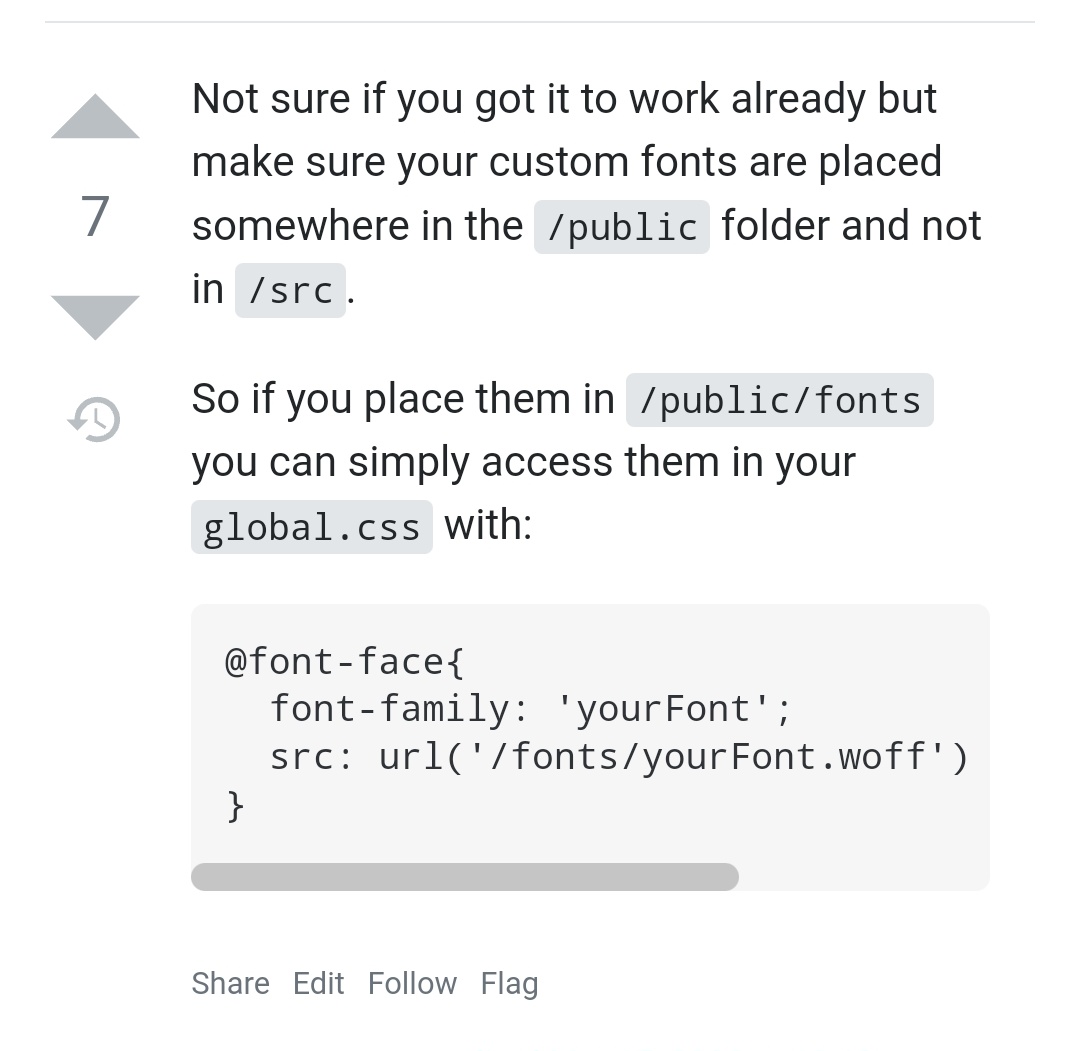 Not sure if you got it to work already but
make sure your custom fonts are placed
7
somewhere in the /public folder and not
in /src.
So if you place them in /public/fonts
you can simply access them in your
global.css with:
@font-face{
  font-family: 'yourFont';
  src: url('/fonts/yourFont.woff')
}
Share Edit Follow Flag